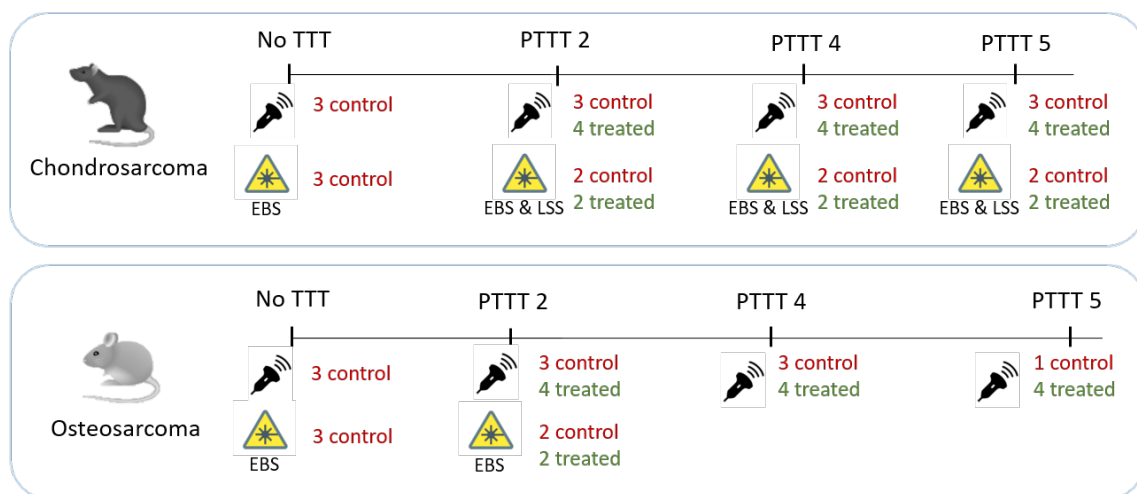 No TTT
PTTT 2
PTTT 4
PTTT 5
3 control
3 control
4 treated
3 control
4 treated
3 control
4 treated
Chondrosarcoma
3 control
2 control
2 treated
2 control
2 treated
2 control
2 treated
EBS
EBS & LSS
EBS & LSS
EBS & LSS
No TTT
PTTT 2
PTTT 4
PTTT 5
3 control
3 control
4 treated
3 control
4 treated
1 control
4 treated
Osteosarcoma
3 control
2 control
2 treated
EBS
EBS